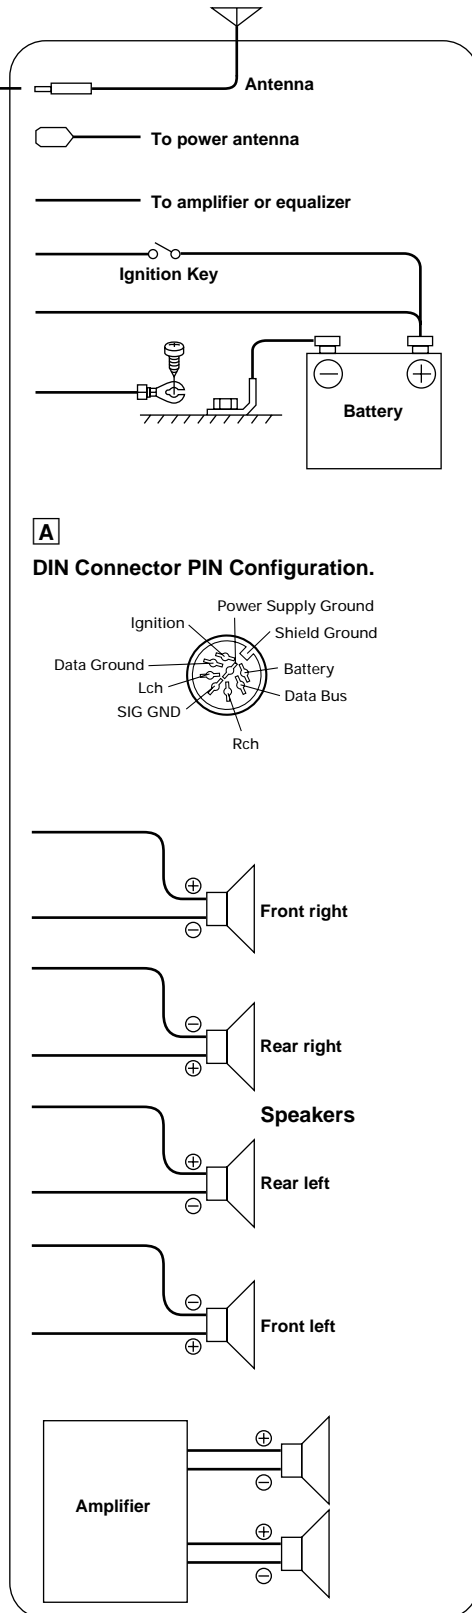 Antenna
To power antenna
To amplifier or equalizer
Ignition Key
Battery
A
DIN Connector PIN Configuration.
Power Supply Ground
Ignition
Shield Ground
Data Ground
Battery
Lch
Data Bus
SIG GND
Rch
Front right
Rear right
Speakers
Rear left
Front left
Amplifier